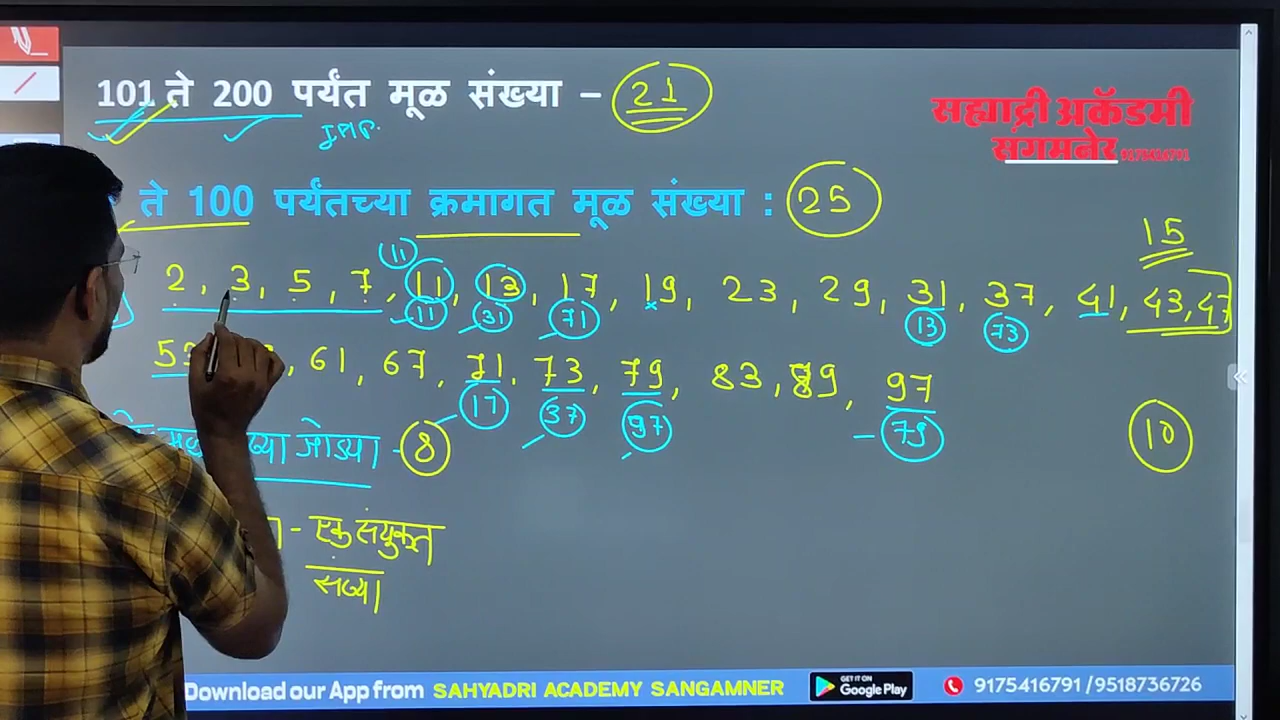 101 ते 200 पर्यंत मूळ संख्या – 21
सह्याद्री अकॅडमी
संगमनेर 9175416791
ते 100 पर्यंतच्या क्रमागत मूळ संख्या : 25
15
11
2, 3, 5, 7, 11, 13, 17, 19, 23, 29, 31, 37, 41, 43, 47
11 31 71 13 73
61, 67, 71, 73, 79, 83, 89, 97
17 37 97 79
जोड्या - 8
10
- एक संयुक्त
संख्या
Download our App from SAHYADRI ACADEMY SANGAMNER GET IT ON Google Play 9175416791 / 9518736726